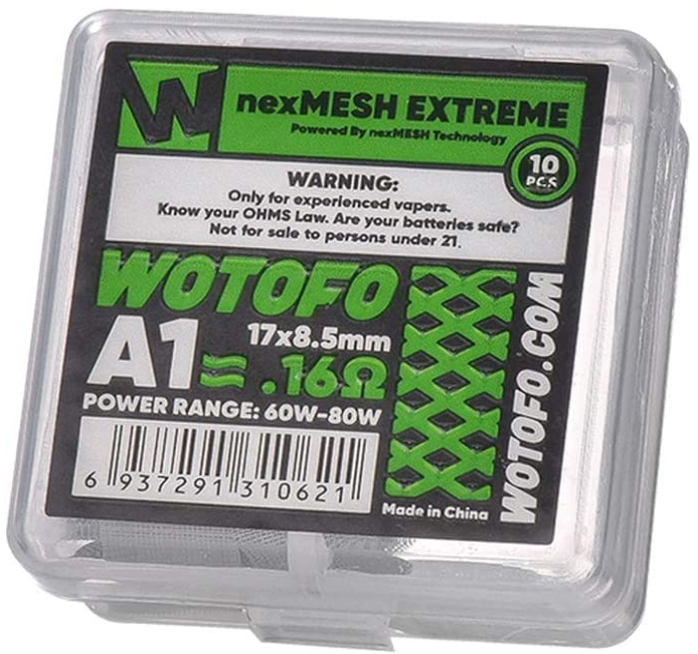 W
nexMESH EXTREME
Powered By nexMESH Technology
10
PCS
WARNING:
Only for experienced vapers.
Know your OHMS Law. Are your batteries safe?
Not for sale to persons under 21.
WOTOFO
17x8.5mm
A1≈ .16Ω
POWER RANGE: 60W-80W
6 937291 310621
Made in China
WOTOFO.COM